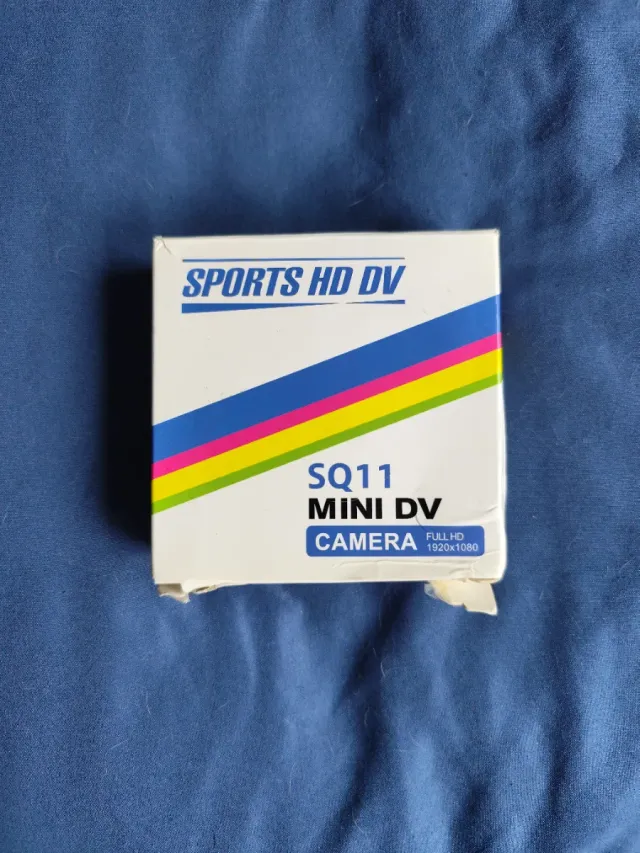 SPORTS HD DV
SQ11
MINI DV
CAMERA
FULL HD
1920x1080